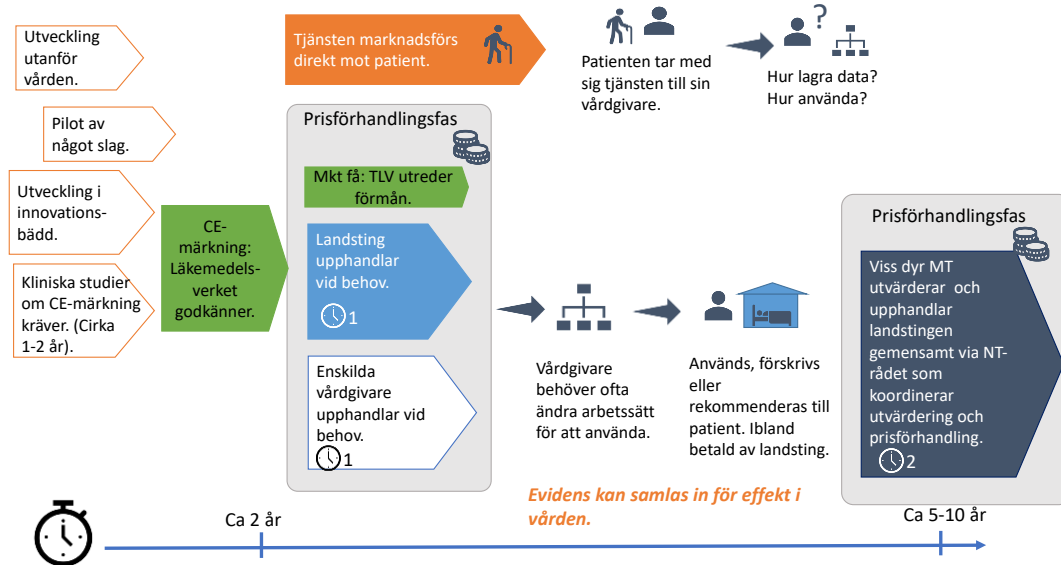 Utveckling
utanför
vården.
Pilot av
något slag.
Utveckling i
innovations-
bädd.
Kliniska studier
om CE-märkning
kräver. (Cirka
1-2 år).
CE-
märkning:
Läkemedels-
verket
godkänner.
Tjänsten marknadsförs
direkt mot patient.
Patienten tar med
sig tjänsten till sin
vårdgivare.
?
Hur lagra data?
Hur använda?
Prisförhandlingsfas
Mkt få: TLV utreder
förmån.
Landsting
upphandlar
vid behov.
1
Enskilda
vårdgivare
upphandlar vid
behov.
1
Vårdgivare
behöver ofta
ändra arbetssätt
för att använda.
Används, förskrivs
eller
rekommenderas till
patient. Ibland
betald av landsting.
Prisförhandlingsfas
Viss dyr MT
utvärderar och
upphandlar
landstingen
gemensamt via NT-
rådet som
koordinerar
utvärdering och
prisförhandling.
2
Evidens kan samlas in för effekt i
vården.
Ca 2 år
Ca 5-10 år